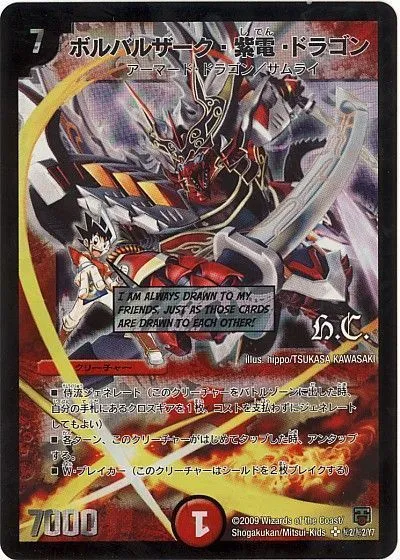 7
しでん
ボルバルザーク・紫電・ドラゴン
アーマード・ドラゴン／サムライ
I AM ALWAYS DRAWN TO MY
FRIENDS, JUST AS THOSE CARDS
ARE DRAWN TO EACH OTHER!
h.C.
illus. hippo/TSUKASA KAWASAKI
クリーチャー
■ 侍流ジェネレート（このクリーチャーをバトルゾーンに出した時、
自分の手札にあるクロスギアを1枚、コストを支払わずにジェネレート
してもよい）
■ 各ターン、このクリーチャーがはじめてタップした時、アンタップ
する。
■ W・ブレイカー（このクリーチャーはシールドを2枚ブレイクする）
7000
1
©2009 Wizards of the Coast/
Shogakukan/Mitsui-Kids
/Y7